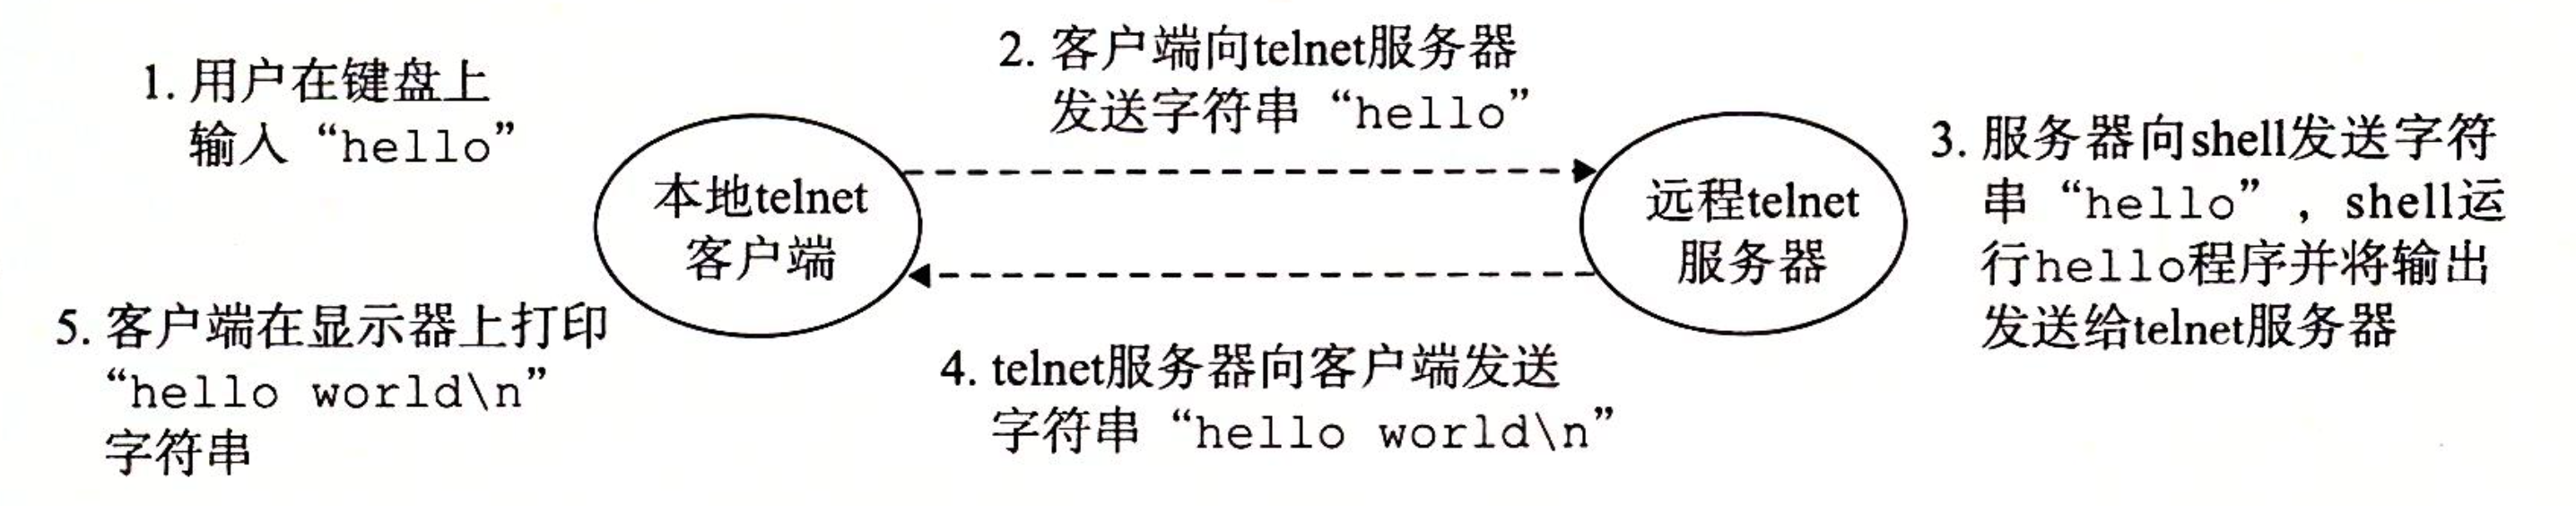 1. 用户在键盘上
输入“hello”
2. 客户端向telnet服务器
发送字符串“hello”
本地telnet
客户端
远程telnet
服务器
3. 服务器向shell发送字符
串“hello”，shell运
行hello程序并将输出
发送给telnet服务器
4. telnet服务器向客户端发送
字符串“hello world\n”
5. 客户端在显示器上打印
“hello world\n”
字符串